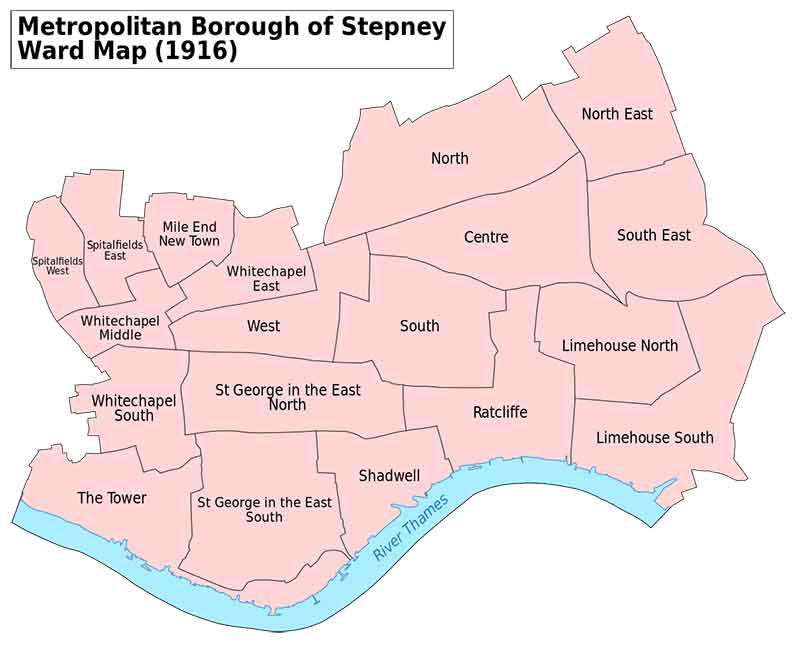 Metropolitan Borough of Stepney
Ward Map (1916)
North East
North
Mile End
New Town
Spitalfields
East
Spitalfields
West
Centre
South East
Whitechapel
East
Whitechapel
Middle
West
South
Limehouse North
Whitechapel
South
St George in the East
North
Ratcliffe
Limehouse South
The Tower
St George in the East
South
Shadwell
River Thames